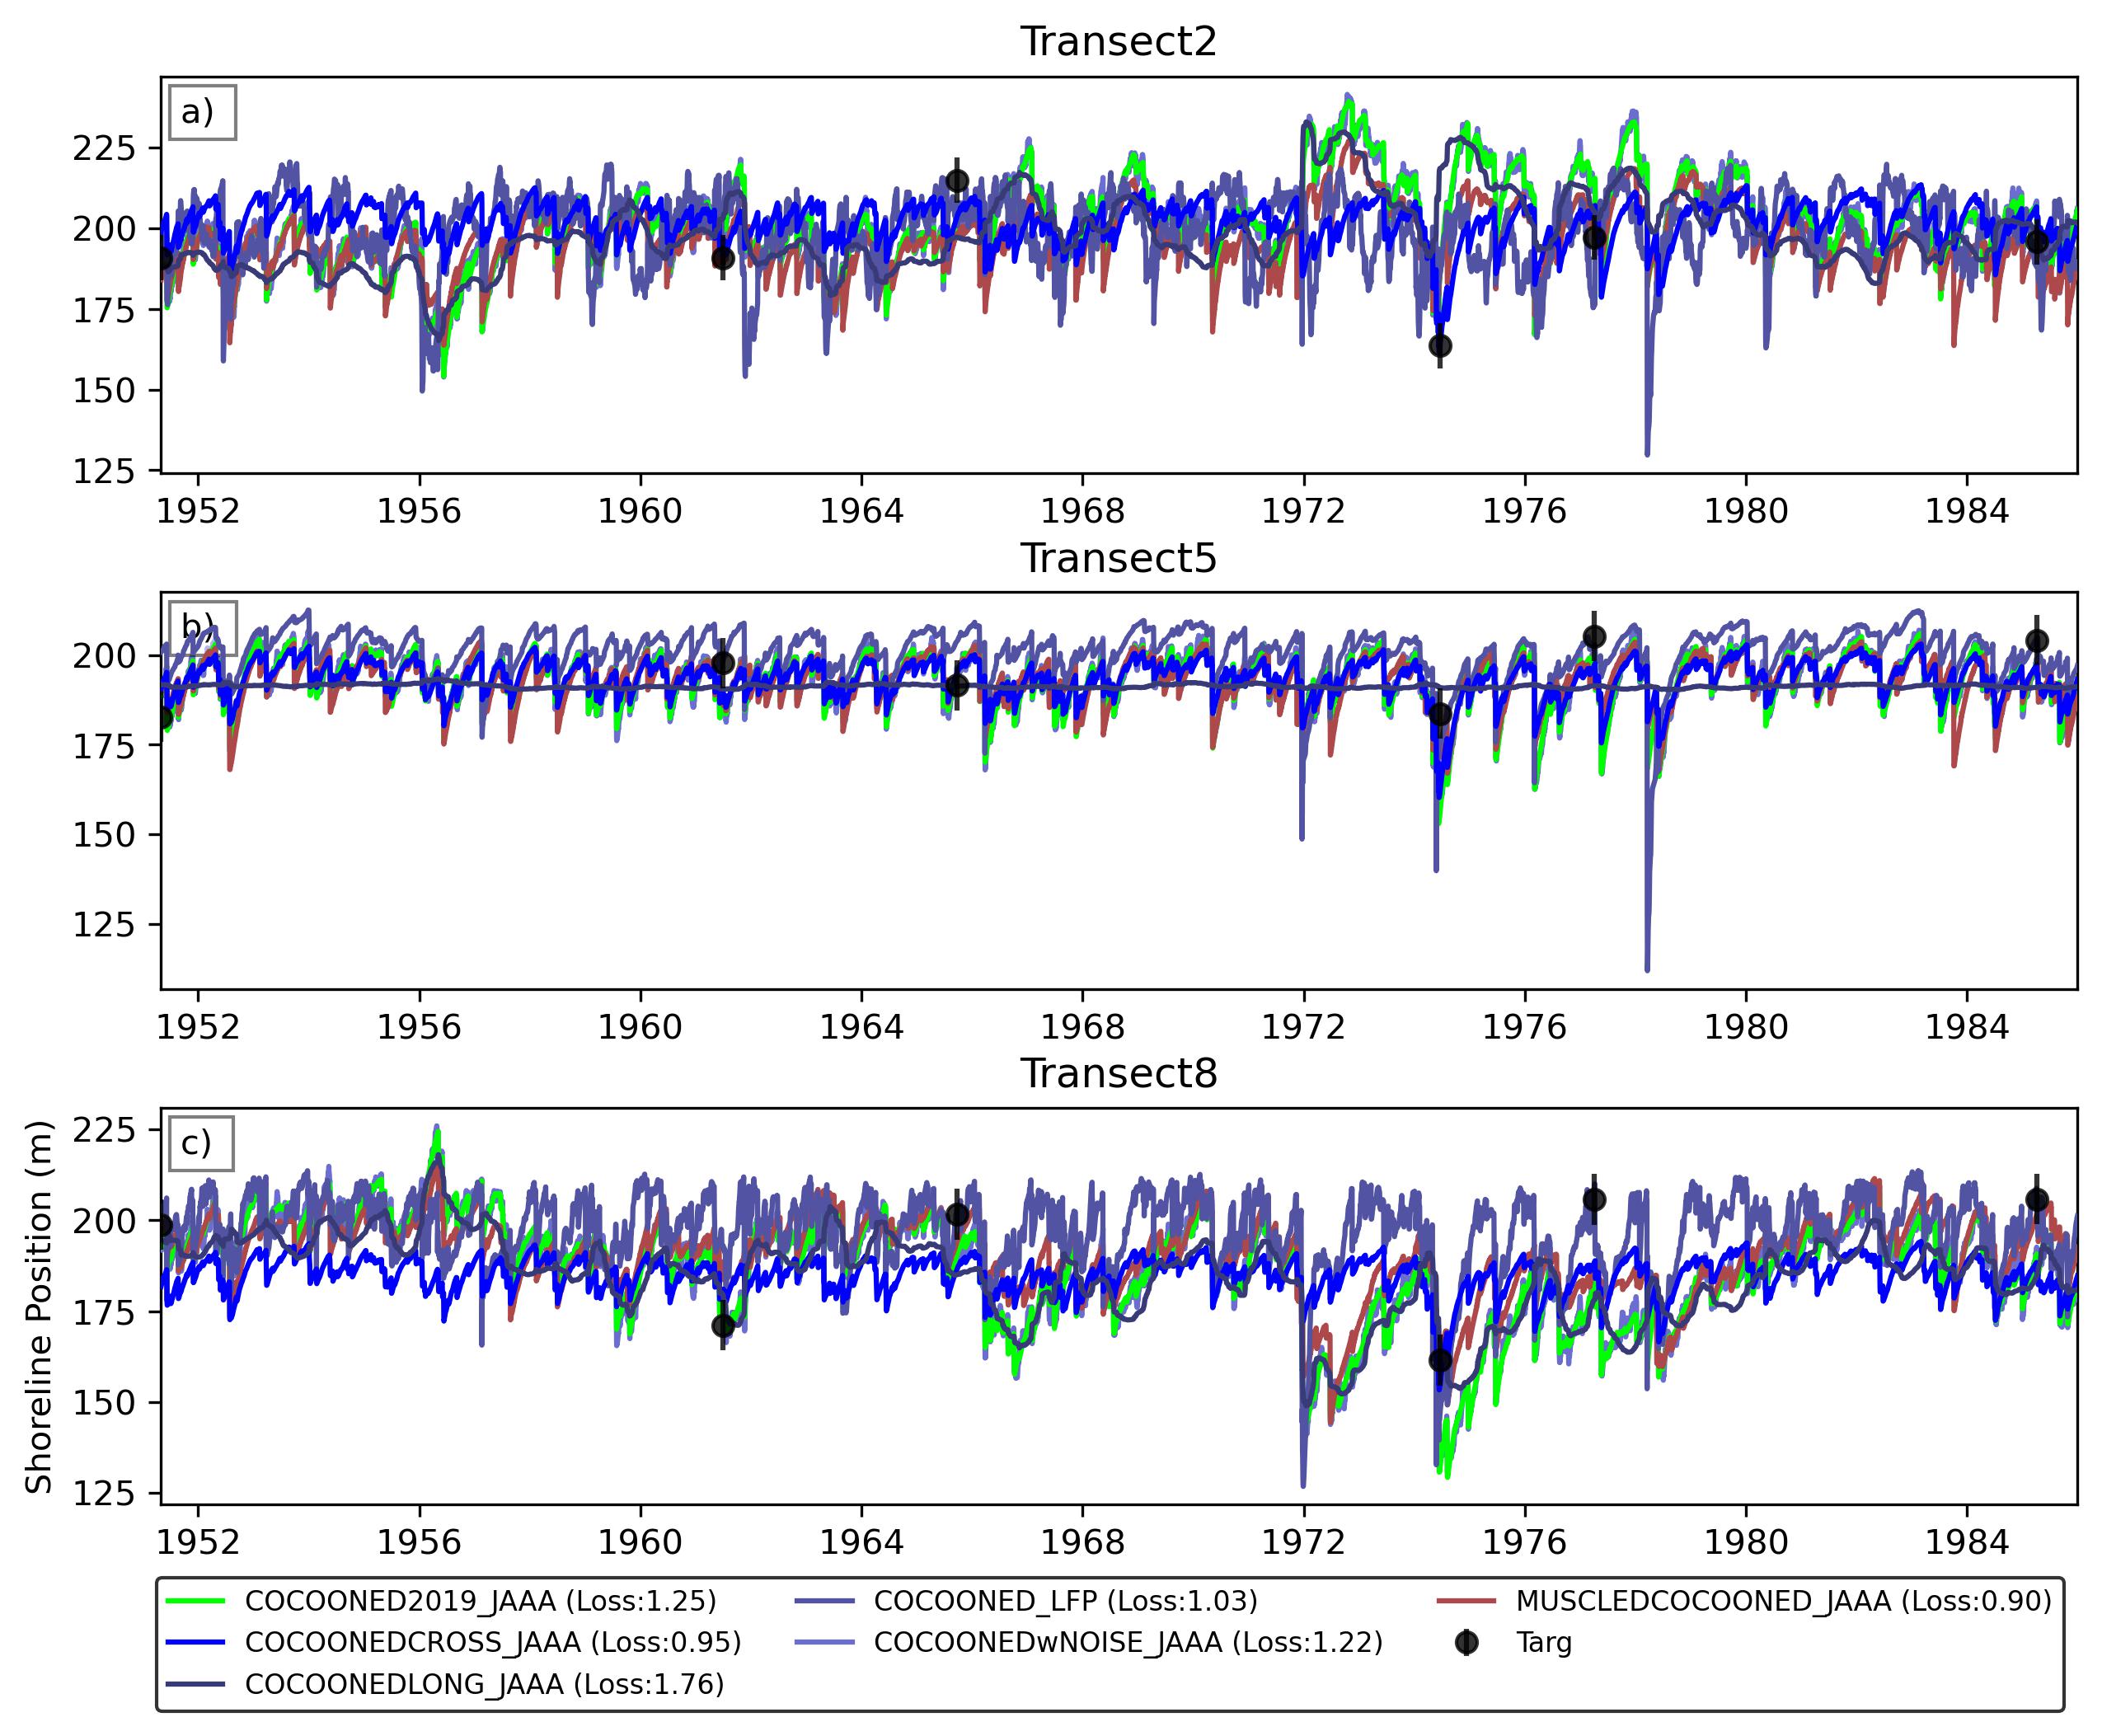 Transect2
a)
225
200
175
150
125
1952 1956 1960 1964 1968 1972 1976 1980 1984
Transect5
b)
200
175
150
125
1952 1956 1960 1964 1968 1972 1976 1980 1984
Transect8
c)
Shoreline Position (m)
225
200
175
150
125
1952 1956 1960 1964 1968 1972 1976 1980 1984
COCOONED2019_JAAA (Loss:1.25)
COCOONEDCROSS_JAAA (Loss:0.95)
COCOONEDLONG_JAAA (Loss:1.76)
COCOONED_LFP (Loss:1.03)
COCOONEDwNOISE_JAAA (Loss:1.22)
MUSCLEDCOCOONED_JAAA (Loss:0.90)
Targ